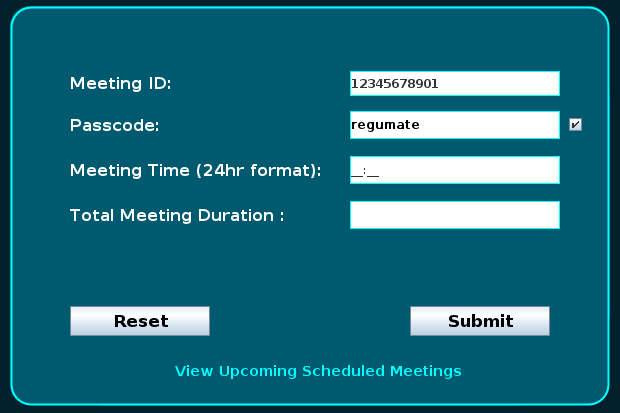 Meeting ID: 12345678901
Passcode: regumate
Meeting Time (24hr format): __:__
Total Meeting Duration :
Reset Submit
View Upcoming Scheduled Meetings